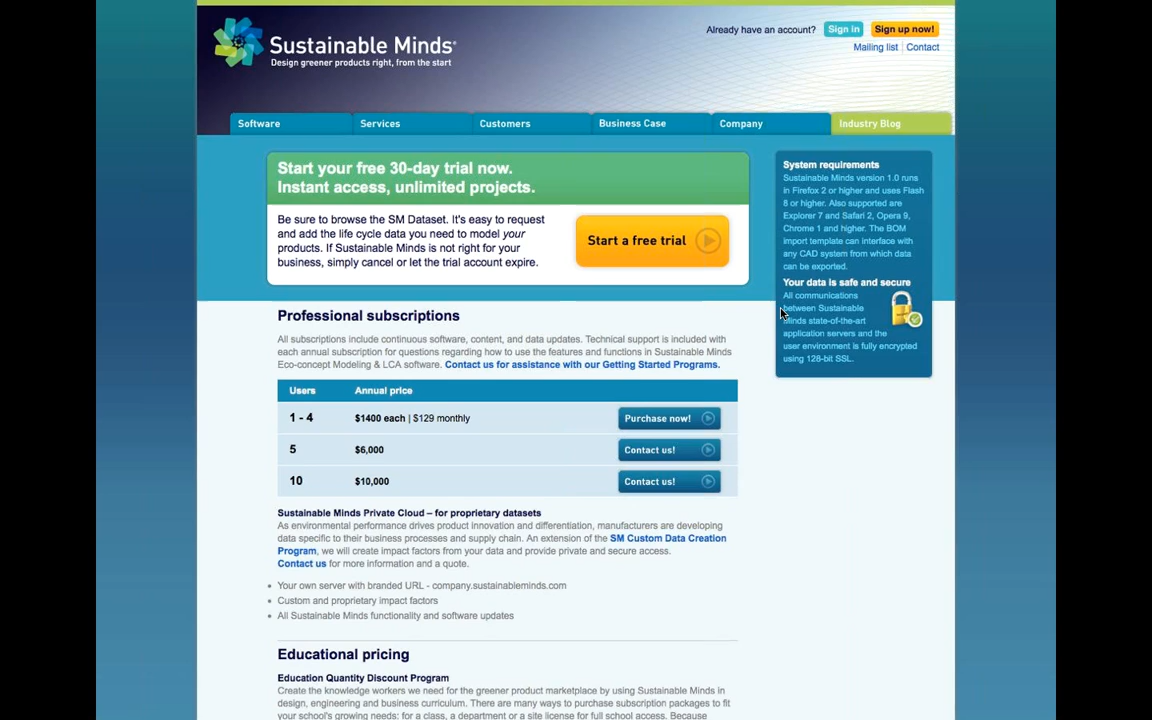 Already have an account? Sign in Sign up now!
Sustainable Minds®
Design greener products right, from the start
Mailing list | Contact
Software Services Customers Business Case Company Industry Blog
Start your free 30-day trial now.
Instant access, unlimited projects.
Be sure to browse the SM Dataset. It's easy to request
and add the life cycle data you need to model your
products. If Sustainable Minds is not right for your
business, simply cancel or let the trial account expire.
Start a free trial
System requirements
Sustainable Minds version 1.0 runs
in Firefox 2 or higher and uses Flash
8 or higher. Also supported are
Explorer 7 and Safari 2, Opera 9,
Chrome 1 and higher. The BOM
import template can interface with
any CAD system from which data
can be exported.
Your data is safe and secure
All communications
between Sustainable
Minds state-of-the-art
application servers and the
user environment is fully encrypted
using 128-bit SSL.
Professional subscriptions
All subscriptions include continuous software, content, and data updates. Technical support is included with
each annual subscription for questions regarding how to use the features and functions in Sustainable Minds
Eco-concept Modeling & LCA software. Contact us for assistance with our Getting Started Programs.
Users Annual price
1 - 4 $1400 each | $129 monthly Purchase now!
5 $6,000 Contact us!
10 $10,000 Contact us!
Sustainable Minds Private Cloud – for proprietary datasets
As environmental performance drives product innovation and differentiation, manufacturers are developing
data specific to their business processes and supply chain. An extension of the SM Custom Data Creation
Program, we will create impact factors from your data and provide private and secure access.
Contact us for more information and a quote.
• Your own server with branded URL - company.sustainableminds.com
• Custom and proprietary impact factors
• All Sustainable Minds functionality and software updates
Educational pricing
Education Quantity Discount Program
Create the knowledge workers we need for the greener product marketplace by using Sustainable Minds in
design, engineering and business curriculum. There are many ways to purchase subscription packages to fit
your school's growing needs: for a class, a department or a site license for full school access. Because